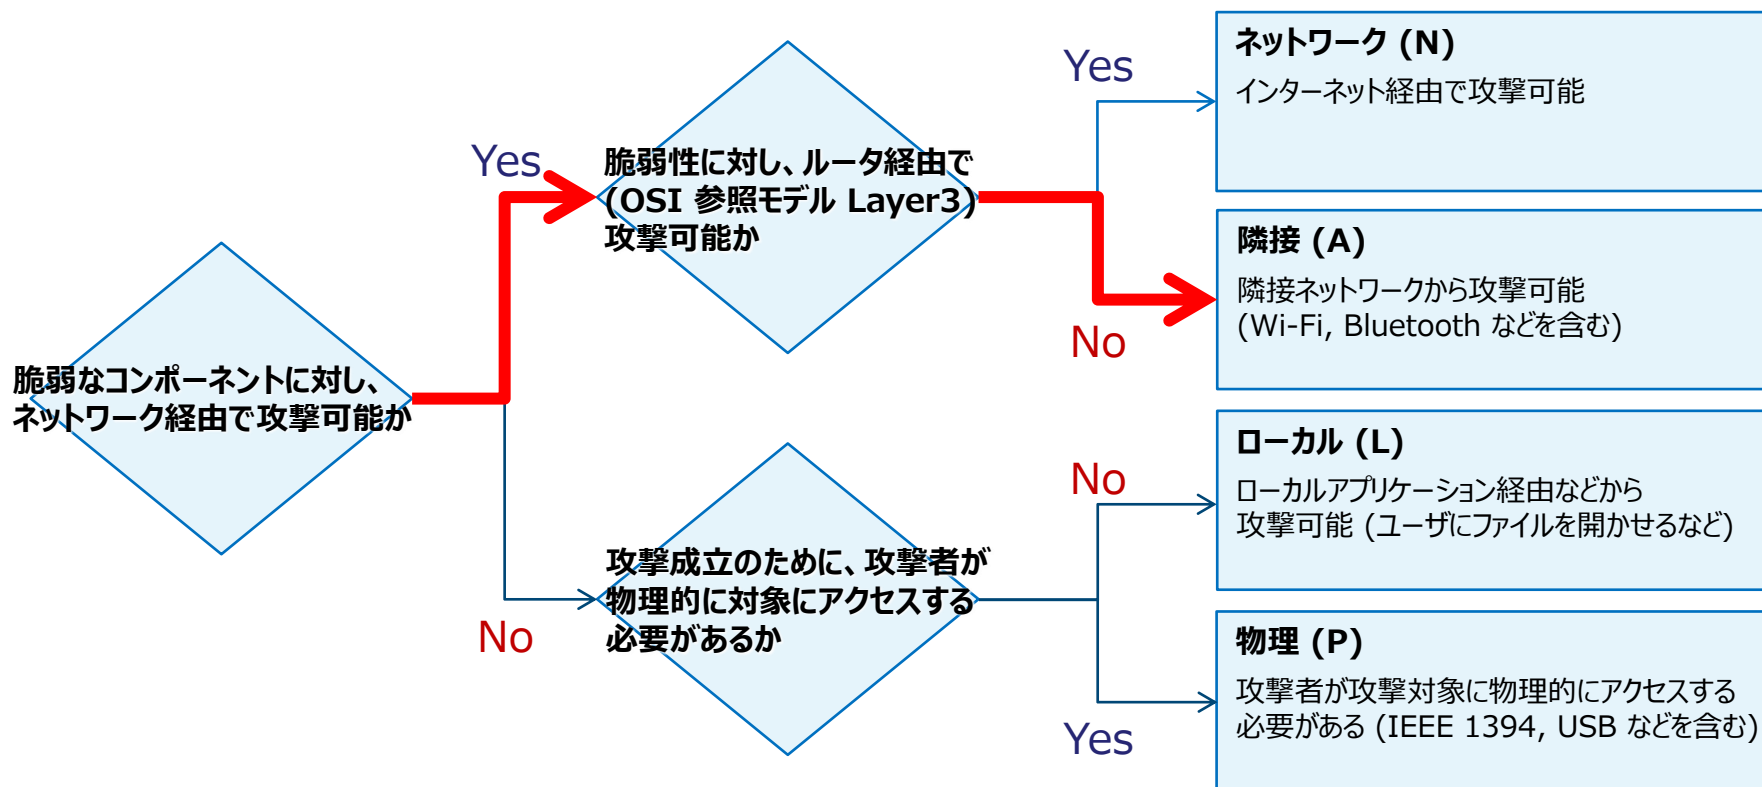 脆弱なコンポーネントに対し、
ネットワーク経由で攻撃可能か
Yes
No
脆弱性に対し、ルータ経由で
(OSI 参照モデル Layer3)
攻撃可能か
Yes
No
攻撃成立のために、攻撃者が
物理的に対象にアクセスする
必要があるか
No
Yes
ネットワーク (N)
インターネット経由で攻撃可能
隣接 (A)
隣接ネットワークから攻撃可能
(Wi-Fi, Bluetooth などを含む)
ローカル (L)
ローカルアプリケーション経由などから
攻撃可能 (ユーザにファイルを開かせるなど)
物理 (P)
攻撃者が攻撃対象に物理的にアクセスする
必要がある (IEEE 1394, USB などを含む)